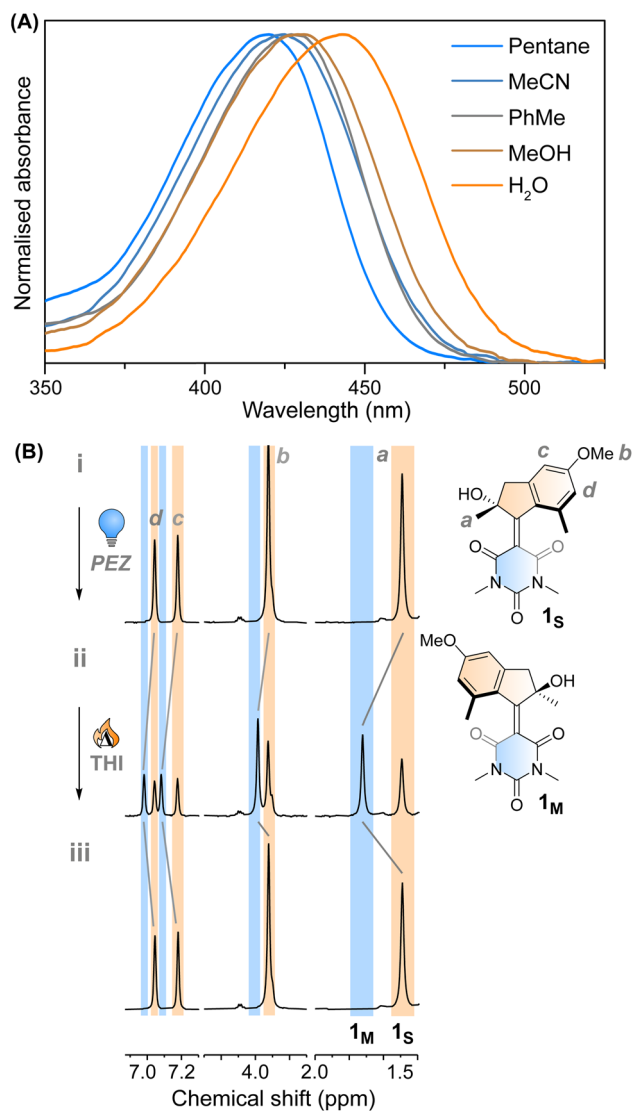 (A)
Normalised absorbance
Pentane
MeCN
PhMe
MeOH
H₂O
350 400 450 500
Wavelength (nm)
(B)
i
PEZ
ii
Δ
THI
iii
d c b a
c OMe b
HO
d
a
O O
N N
O
1S
MeO
OH
O O
N N
O
1M
1M 1S
7.0 7.2 4.0 2.0 1.5
Chemical shift (ppm)